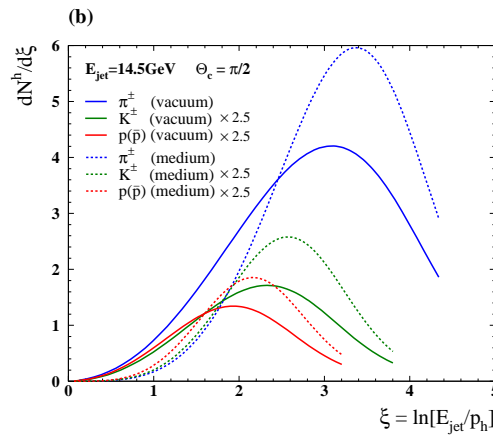 (b)
dN^h/dξ
E_jet=14.5GeV Θ_c = π/2
π^± (vacuum)
K^± (vacuum) ×2.5
p(p̄) (vacuum) ×2.5
π^± (medium)
K^± (medium) ×2.5
p(p̄) (medium) ×2.5
6
5
4
3
2
1
0
0 1 2 3 4 5
ξ = ln[E_jet/p_h]